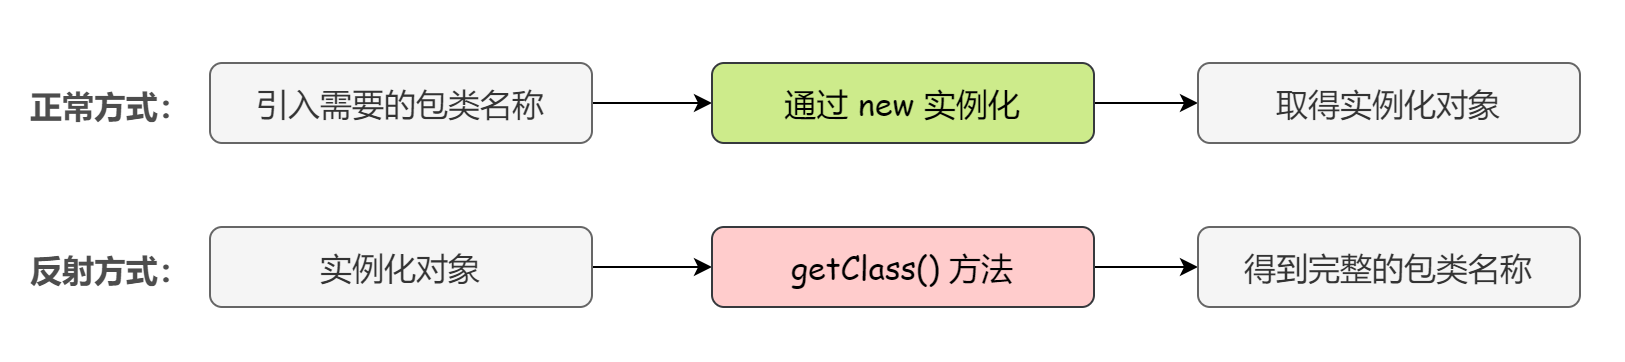 正常方式：
引入需要的包类名称
通过 new 实例化
取得实例化对象
反射方式：
实例化对象
getClass() 方法
得到完整的包类名称